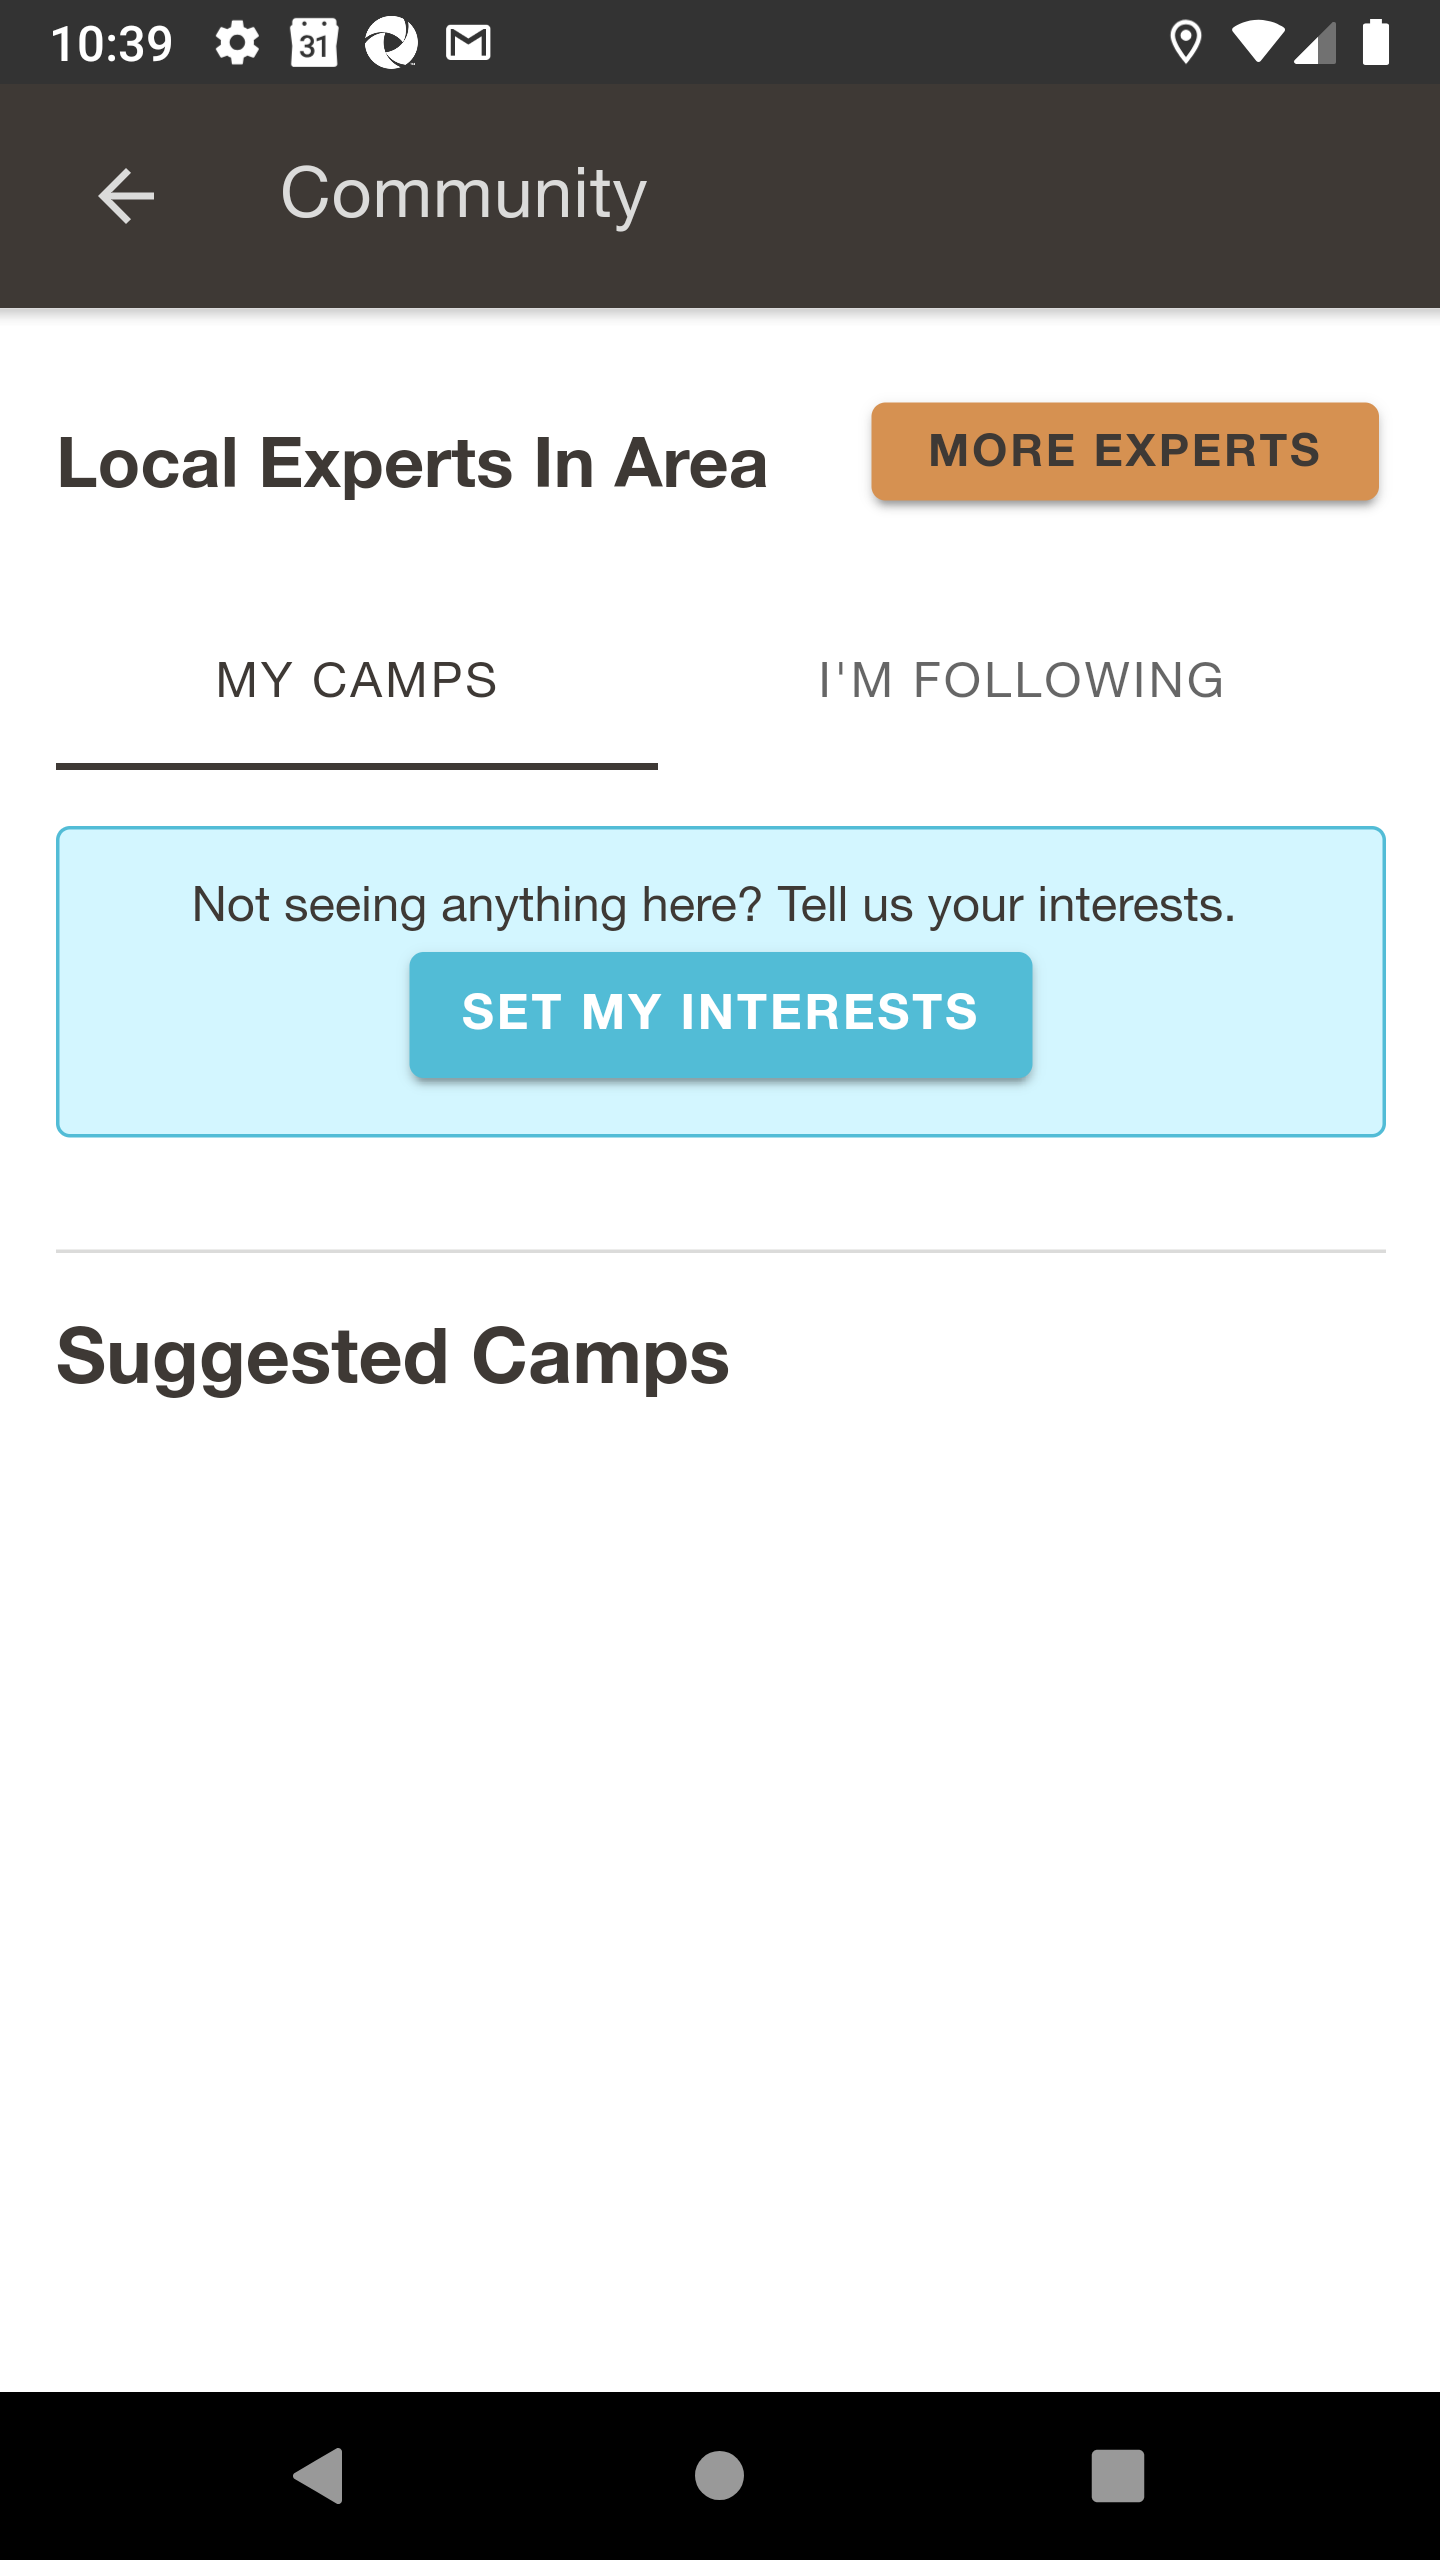 10:39
31
Community
Local Experts In Area
MORE EXPERTS
MY CAMPS
I'M FOLLOWING
Not seeing anything here? Tell us your interests.
SET MY INTERESTS
Suggested Camps